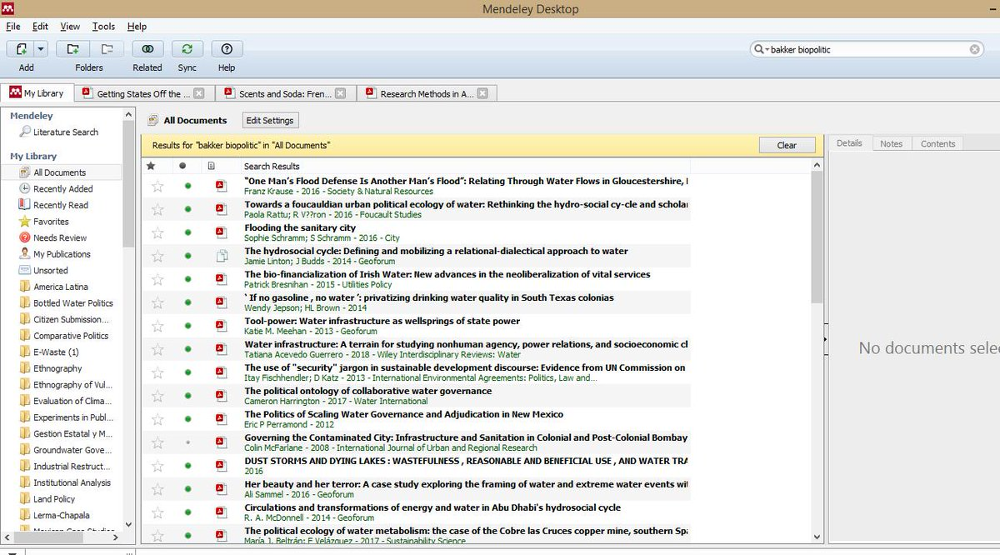 Mendeley Desktop
File Edit View Tools Help
bakker biopolitic
Add Folders Related Sync Help
My Library Getting States Off the ... Scents and Soda: Fren... Research Methods in A...
Mendeley
Literature Search
My Library
All Documents
Recently Added
Recently Read
Favorites
Needs Review
My Publications
Unsorted
America Latina
Bottled Water Politics
Citizen Submission...
Comparative Politics
E-Waste (1)
Ethnography
Ethnography of Vul...
Evaluation of Clima...
Experiments in Publ...
Gestion Estatal y M...
Groundwater Gove...
Industrial Restruct...
Institutional Analysis
Land Policy
Lerma-Chapala
Mexican Case Studies
All Documents Edit Settings
Results for "bakker biopolitic" in "All Documents" Clear
Search Results
"One Man's Flood Defense Is Another Man's Flood": Relating Through Water Flows in Gloucestershire,
Franz Krause - 2016 - Society & Natural Resources
Towards a foucauldian urban political ecology of water: Rethinking the hydro-social cy-cle and scholar
Paola Rattu; R V??ron - 2016 - Foucault Studies
Flooding the sanitary city
Sophie Schramm; S Schramm - 2016 - City
The hydrosocial cycle: Defining and mobilizing a relational-dialectical approach to water
Jamie Linton; J Budds - 2014 - Geoforum
The bio-financialization of Irish Water: New advances in the neoliberalization of vital services
Patrick Bresnihan - 2015 - Utilities Policy
' If no gasoline , no water ': privatizing drinking water quality in South Texas colonias
Wendy Jepson; HL Brown - 2014
Tool-power: Water infrastructure as wellsprings of state power
Katie M. Meehan - 2013 - Geoforum
Water infrastructure: A terrain for studying nonhuman agency, power relations, and socioeconomic cl
Tatiana Acevedo Guerrero - 2018 - Wiley Interdisciplinary Reviews: Water
The use of "security" jargon in sustainable development discourse: Evidence from UN Commission on
Itay Fischhendler; D Katz - 2013 - International Environmental Agreements: Politics, Law and...
The political ontology of collaborative water governance
Cameron Harrington - 2017 - Water International
The Politics of Scaling Water Governance and Adjudication in New Mexico
Eric P Perramond - 2012
Governing the Contaminated City: Infrastructure and Sanitation in Colonial and Post-Colonial Bombay
Colin McFarlane - 2008 - International Journal of Urban and Regional Research
DUST STORMS AND DYING LAKES : WASTEFULNESS , REASONABLE AND BENEFICIAL USE , AND WATER TRA
2016
Her beauty and her terror: A case study exploring the framing of water and extreme water events wi
Ali Sammel - 2016 - Geoforum
Circulations and transformations of energy and water in Abu Dhabi's hydrosocial cycle
R. A. McDonnell - 2014 - Geoforum
The political ecology of water metabolism: the case of the Cobre las Cruces copper mine, southern Spa
María J. Beltrán; E Velázquez - 2017 - Sustainability Science
Details Notes Contents
No documents selec